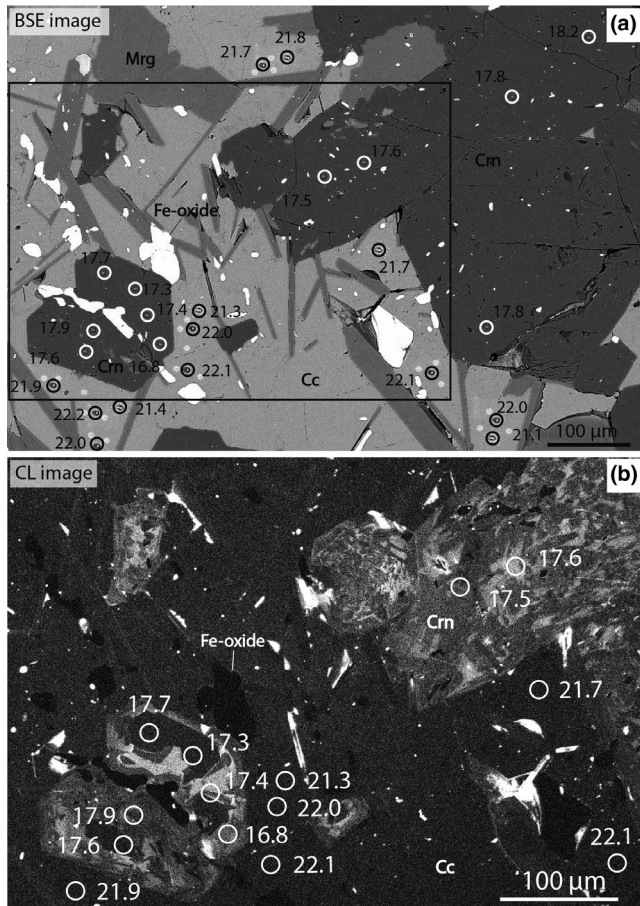 BSE image
(a)
21.8
21.7
18.2
Mrg
17.8
17.6
Crn
17.5
Fe-oxide
17.7
21.7
17.3
17.4
21.3
17.9
22.0
17.8
17.6
Crn
16.8
22.1
21.9
Cc
22.1
22.2
21.4
22.0
22.0
21.1
100 µm
CL image
(b)
17.6
17.5
Crn
Fe-oxide
21.7
17.7
17.3
17.4
21.3
17.9
22.0
17.6
16.8
22.1
22.1
Cc
21.9
100 µm